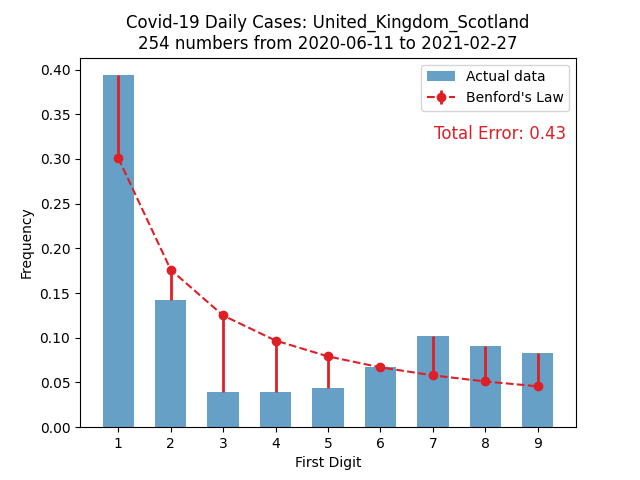 Covid-19 Daily Cases: United_Kingdom_Scotland
254 numbers from 2020-06-11 to 2021-02-27
Actual data
Benford's Law
Total Error: 0.43
0.40
0.35
0.30
0.25
0.20
0.15
0.10
0.05
0.00
Frequency
1 2 3 4 5 6 7 8 9
First Digit